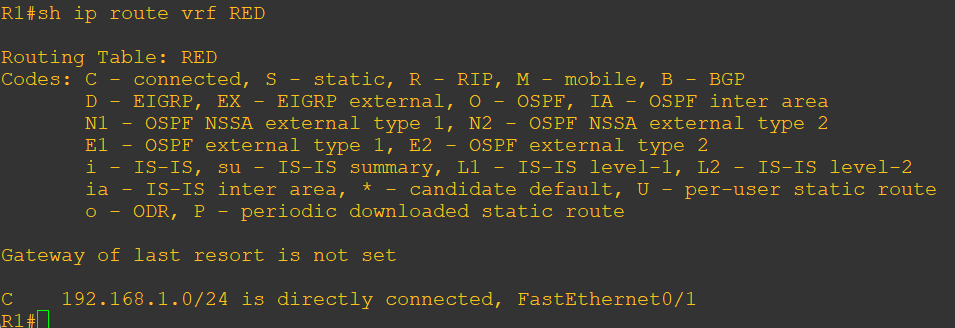 R1#sh ip route vrf RED
Routing Table: RED
Codes: C - connected, S - static, R - RIP, M - mobile, B - BGP
D - EIGRP, EX - EIGRP external, O - OSPF, IA - OSPF inter area
N1 - OSPF NSSA external type 1, N2 - OSPF NSSA external type 2
E1 - OSPF external type 1, E2 - OSPF external type 2
i - IS-IS, su - IS-IS summary, L1 - IS-IS level-1, L2 - IS-IS level-2
ia - IS-IS inter area, * - candidate default, U - per-user static route
o - ODR, P - periodic downloaded static route
Gateway of last resort is not set
C    192.168.1.0/24 is directly connected, FastEthernet0/1
R1#